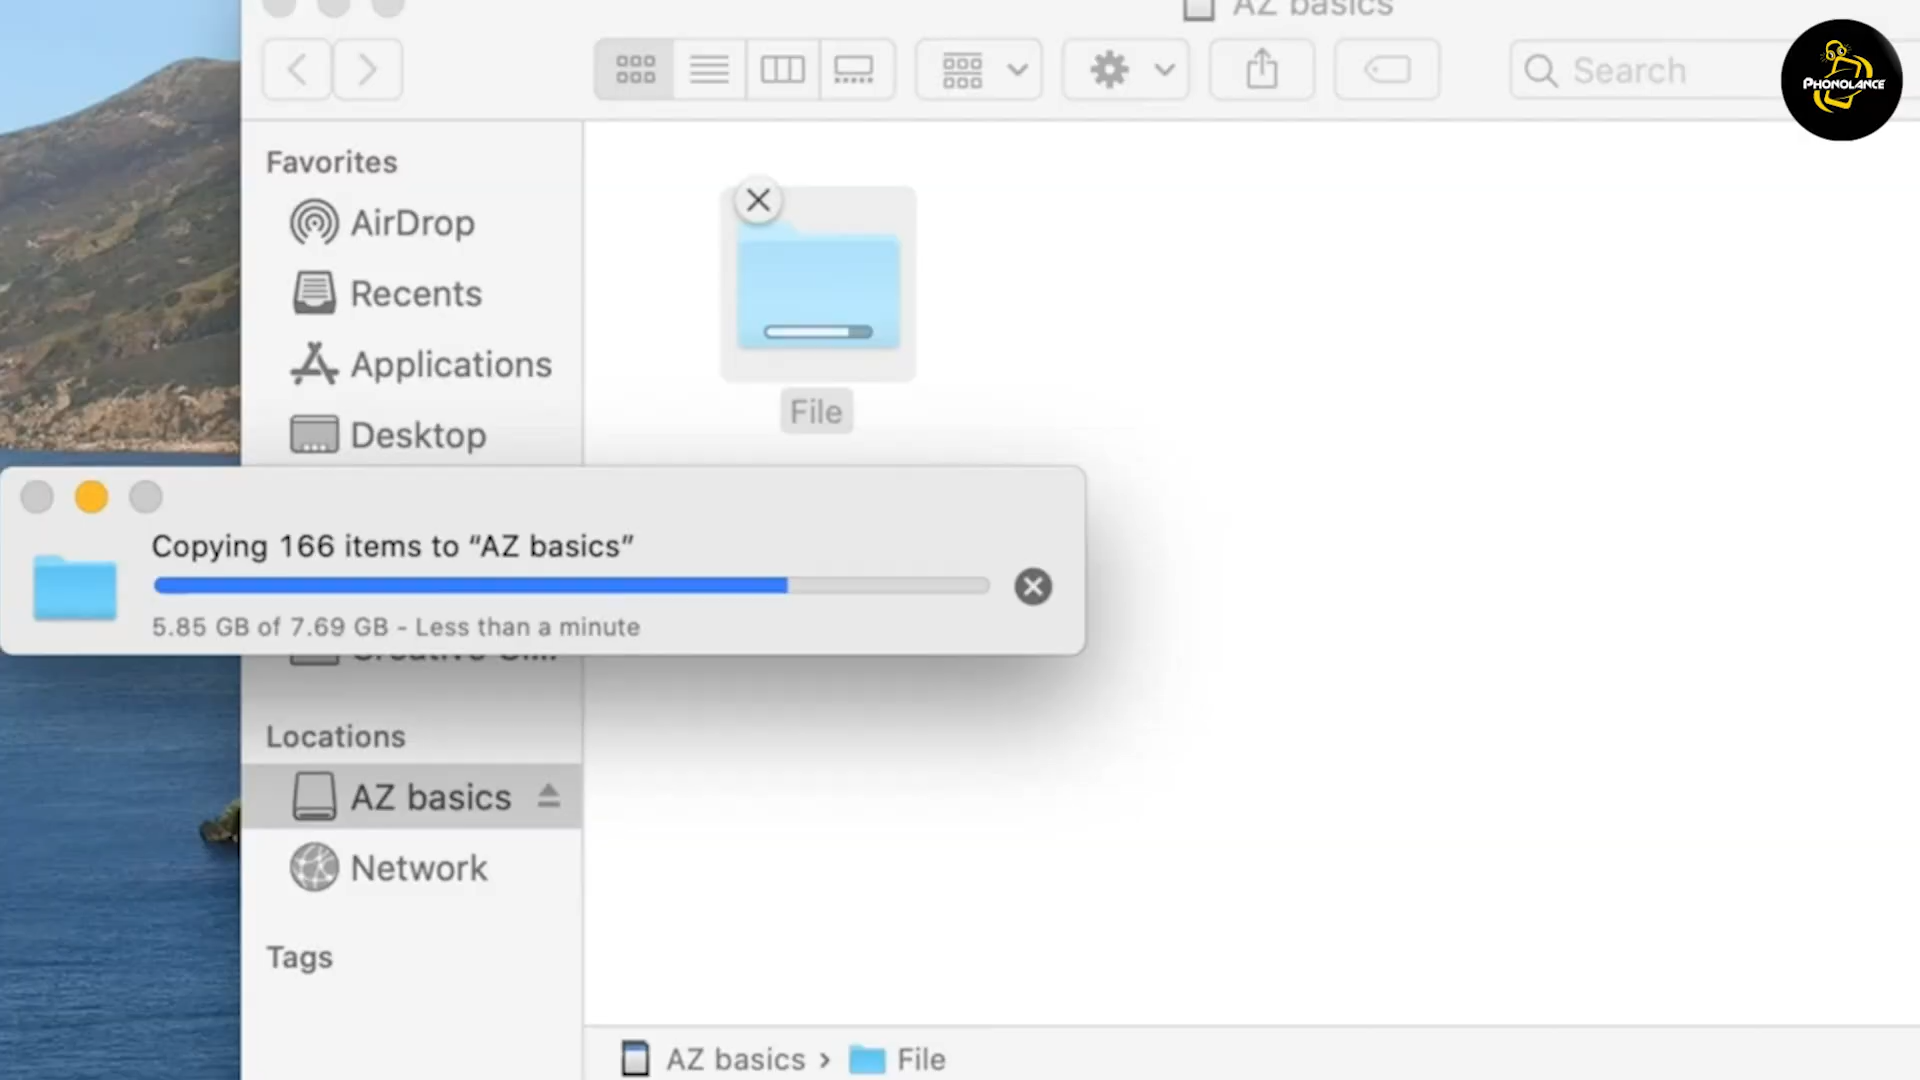 AZ basics
Search
PHONOLANCE
Favorites
AirDrop
Recents
Applications
Desktop
File
Copying 166 items to “AZ basics”
5.85 GB of 7.69 GB - Less than a minute
Locations
AZ basics
Network
Tags
AZ basics › File